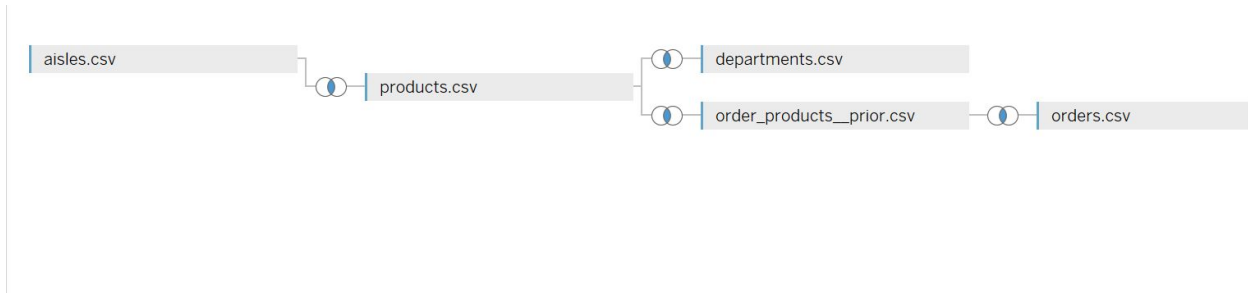 aisles.csv
departments.csv
products.csv
order_products__prior.csv
orders.csv